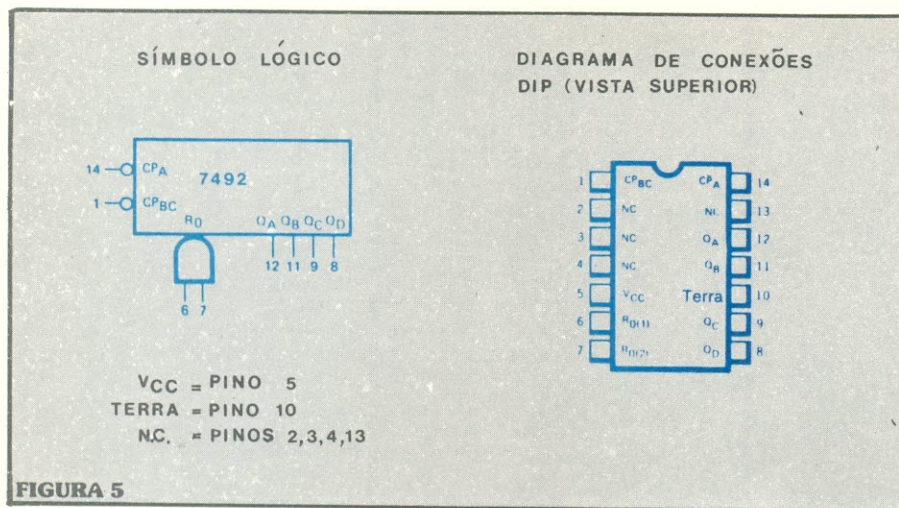 SÍMBOLO LÓGICO
14 CPA
7492
1 CPBC
R0 QA QB QC QD
12 11 9 8
6 7
VCC = PINO 5
TERRA = PINO 10
N.C. = PINOS 2,3,4,13
DIAGRAMA DE CONEXÕES
DIP (VISTA SUPERIOR)
1 CPBC CPA 14
2 NC NC 13
3 NC QA 12
4 NC QB 11
5 VCC Terra 10
6 R0(1) QC 9
7 R0(2) QD 8
FIGURA 5